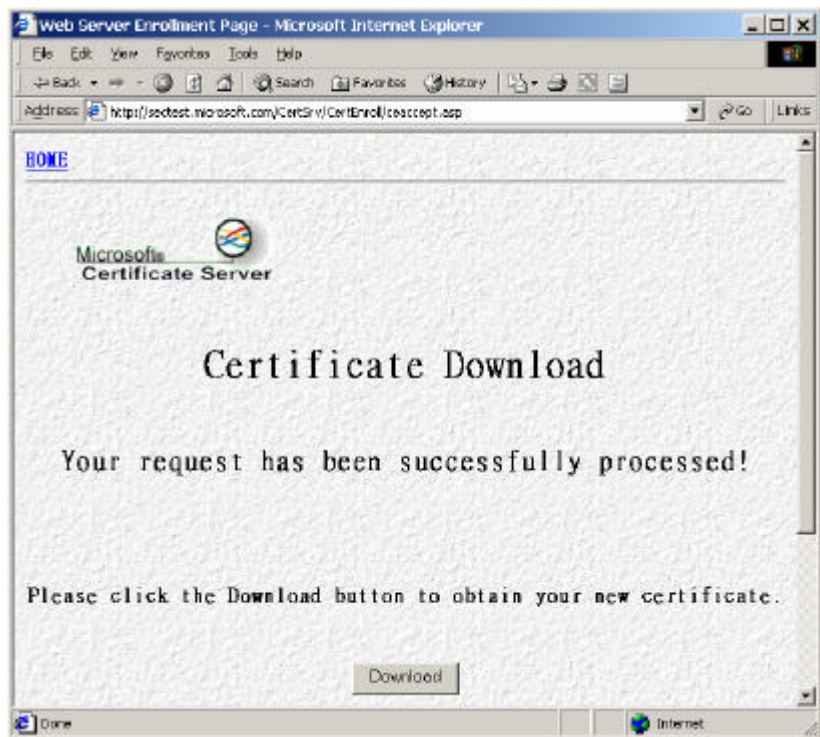 Web Server Enrollment Page - Microsoft Internet Explorer
File Edit View Favorites Tools Help
Back Search Favorites History
Address http://sectest.microsoft.com/CertSrv/CertEnroll/ceaccept.asp Go Links
HOME
Microsoft
Certificate Server
Certificate Download
Your request has been successfully processed!
Please click the Download button to obtain your new certificate.
Download
Done Internet